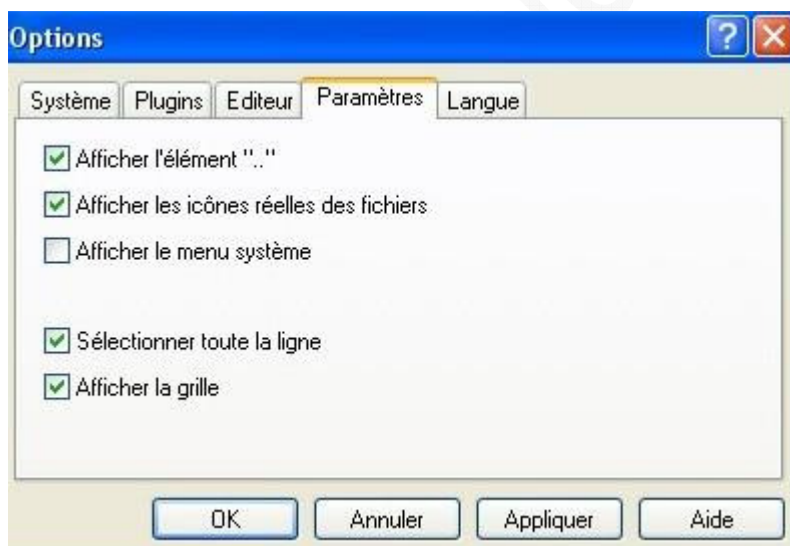 Options
Système Plugins Editeur Paramètres Langue
Afficher l'élément ".."
Afficher les icônes réelles des fichiers
Afficher le menu système
Sélectionner toute la ligne
Afficher la grille
OK Annuler Appliquer Aide